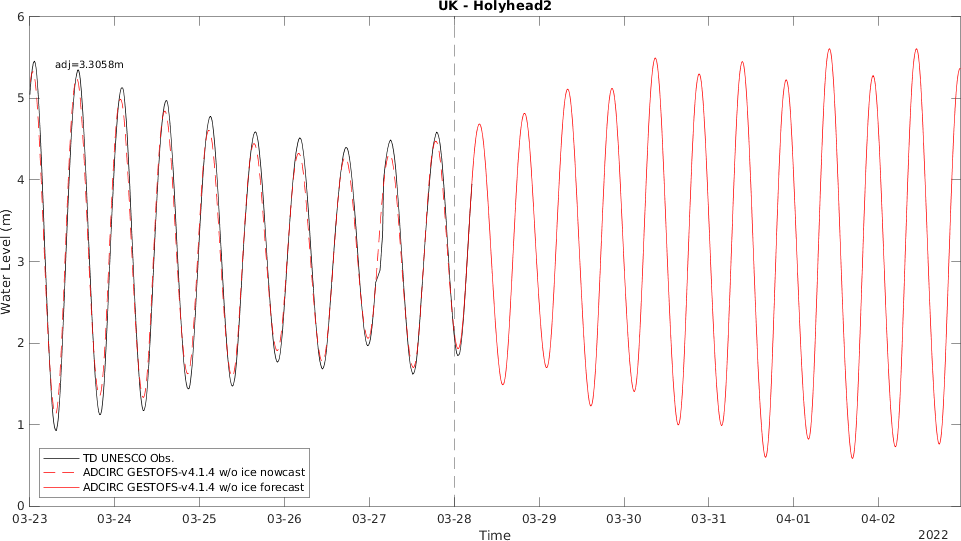 UK - Holyhead2
6
adj=3.3058m
5
4
3
2
1
0
Water Level (m)
TD UNESCO Obs.
ADCIRC GESTOFS-v4.1.4 w/o ice nowcast
ADCIRC GESTOFS-v4.1.4 w/o ice forecast
03-23 03-24 03-25 03-26 03-27 03-28 03-29 03-30 03-31 04-01 04-02
Time
2022